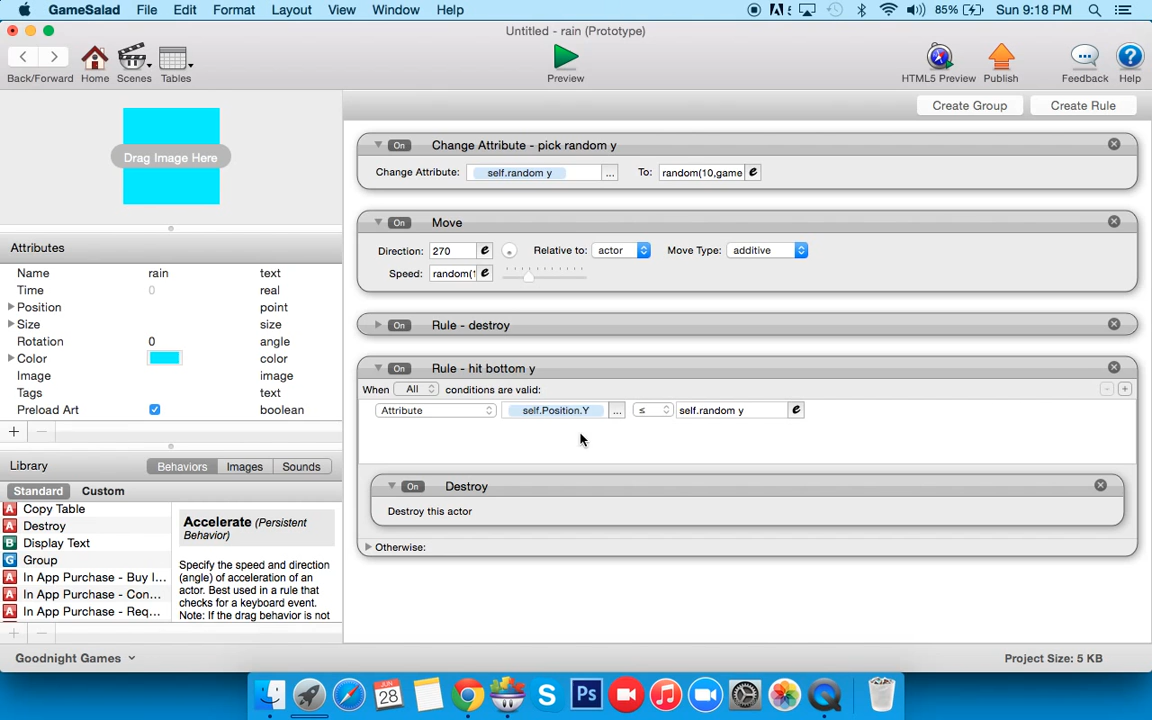 GameSalad File Edit Format Layout View Window Help 85% Sun 9:18 PM
Untitled - rain (Prototype)
Back/Forward Home Scenes Tables Preview HTML5 Preview Publish Feedback Help
Create Group Create Rule
Drag Image Here
On Change Attribute - pick random y
Change Attribute: self.random y ... To: random(10,game e
On Move
Direction: 270 e Relative to: actor Move Type: additive
Speed: random(1 e
On Rule - destroy
On Rule - hit bottom y
When All conditions are valid:
Attribute self.Position.Y ... ≤ self.random y e
On Destroy
Destroy this actor
Otherwise:
Attributes
Name rain text
Time 0 real
Position point
Size size
Rotation 0 angle
Color color
Image image
Tags text
Preload Art boolean
Library Behaviors Images Sounds
Standard Custom
A Copy Table
A Destroy
B Display Text
G Group
A In App Purchase - Buy I...
A In App Purchase - Con...
A In App Purchase - Req...
Accelerate (Persistent
Behavior)
Specify the speed and direction
(angle) of acceleration of an
actor. Best used in a rule that
checks for a keyboard event.
Note: If the drag behavior is not
Goodnight Games Project Size: 5 KB
JUN
28
S
Ps